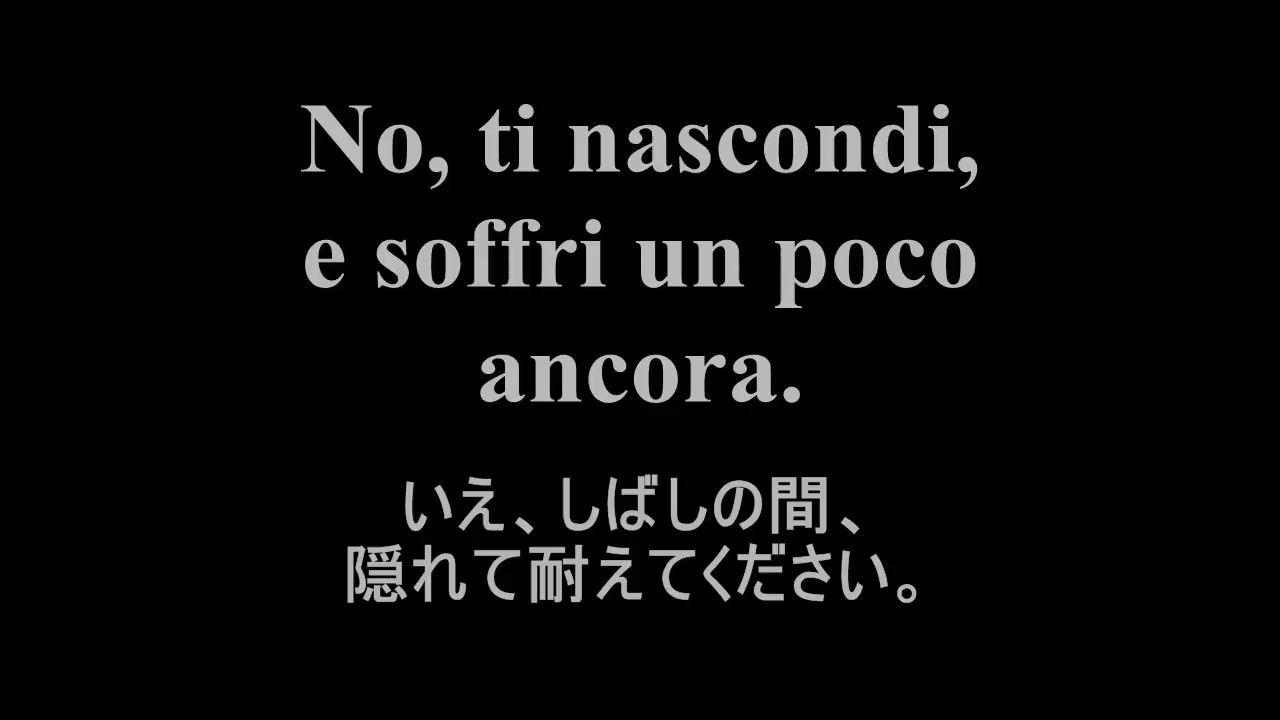 No, ti nascondi,
e soffri un poco
ancora.
いえ、しばしの間、
隠れて耐えてください。